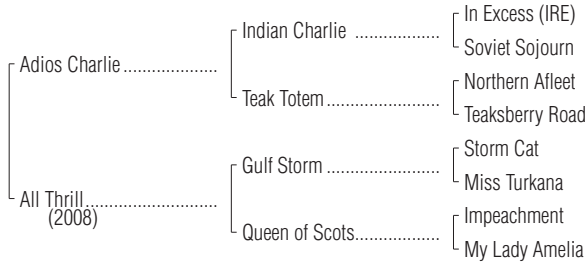 In Excess (IRE)
Indian Charlie ..................
Soviet Sojourn
Adios Charlie....................
Northern Afleet
Teak Totem .......................
Teaksberry Road
Storm Cat
Gulf Storm .......................
Miss Turkana
All Thrill............................
(2008)
Impeachment
Queen of Scots..................
My Lady Amelia